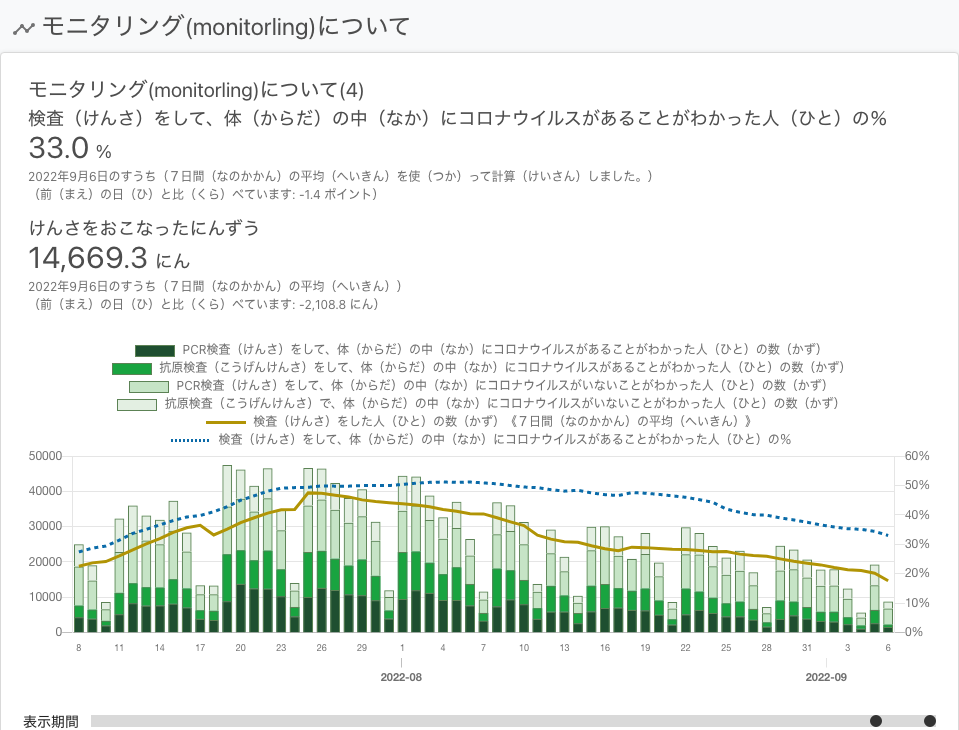 モニタリング(monitorling)について
モニタリング(monitorling)について(4)
検査（けんさ）をして、体（からだ）の中（なか）にコロナウイルスがあることがわかった人（ひと）の%
33.0 %
2022年9月6日のすうち（７日間（なのかかん）の平均（へいきん）を使（つか）って計算（けいさん）しました。）
（前（まえ）の日（ひ）と比（くら）べています: -1.4 ポイント）
けんさをおこなったにんずう
14,669.3 にん
2022年9月6日のすうち（７日間（なのかかん）の平均（へいきん））
（前（まえ）の日（ひ）と比（くら）べています: -2,108.8 にん）
PCR検査（けんさ）をして、体（からだ）の中（なか）にコロナウイルスがあることがわかった人（ひと）の数（かず）
抗原検査（こうげんけんさ）をして、体（からだ）の中（なか）にコロナウイルスがあることがわかった人（ひと）の数（かず）
PCR検査（けんさ）をして、体（からだ）の中（なか）にコロナウイルスがいないことがわかった人（ひと）の数（かず）
抗原検査（こうげんけんさ）で、体（からだ）の中（なか）にコロナウイルスがいないことがわかった人（ひと）の数（かず）
検査（けんさ）をした人（ひと）の数（かず）《７日間（なのかかん）の平均（へいきん）》
検査（けんさ）をして、体（からだ）の中（なか）にコロナウイルスがあることがわかった人（ひと）の%
50000 60%
40000 50%
30000 40%
20000 30%
10000 20%
0 10%
0%
8 11 14 17 20 23 26 29 1 4 7 10 13 16 19 22 25 28 31 3 6
2022-08 2022-09
表示期間